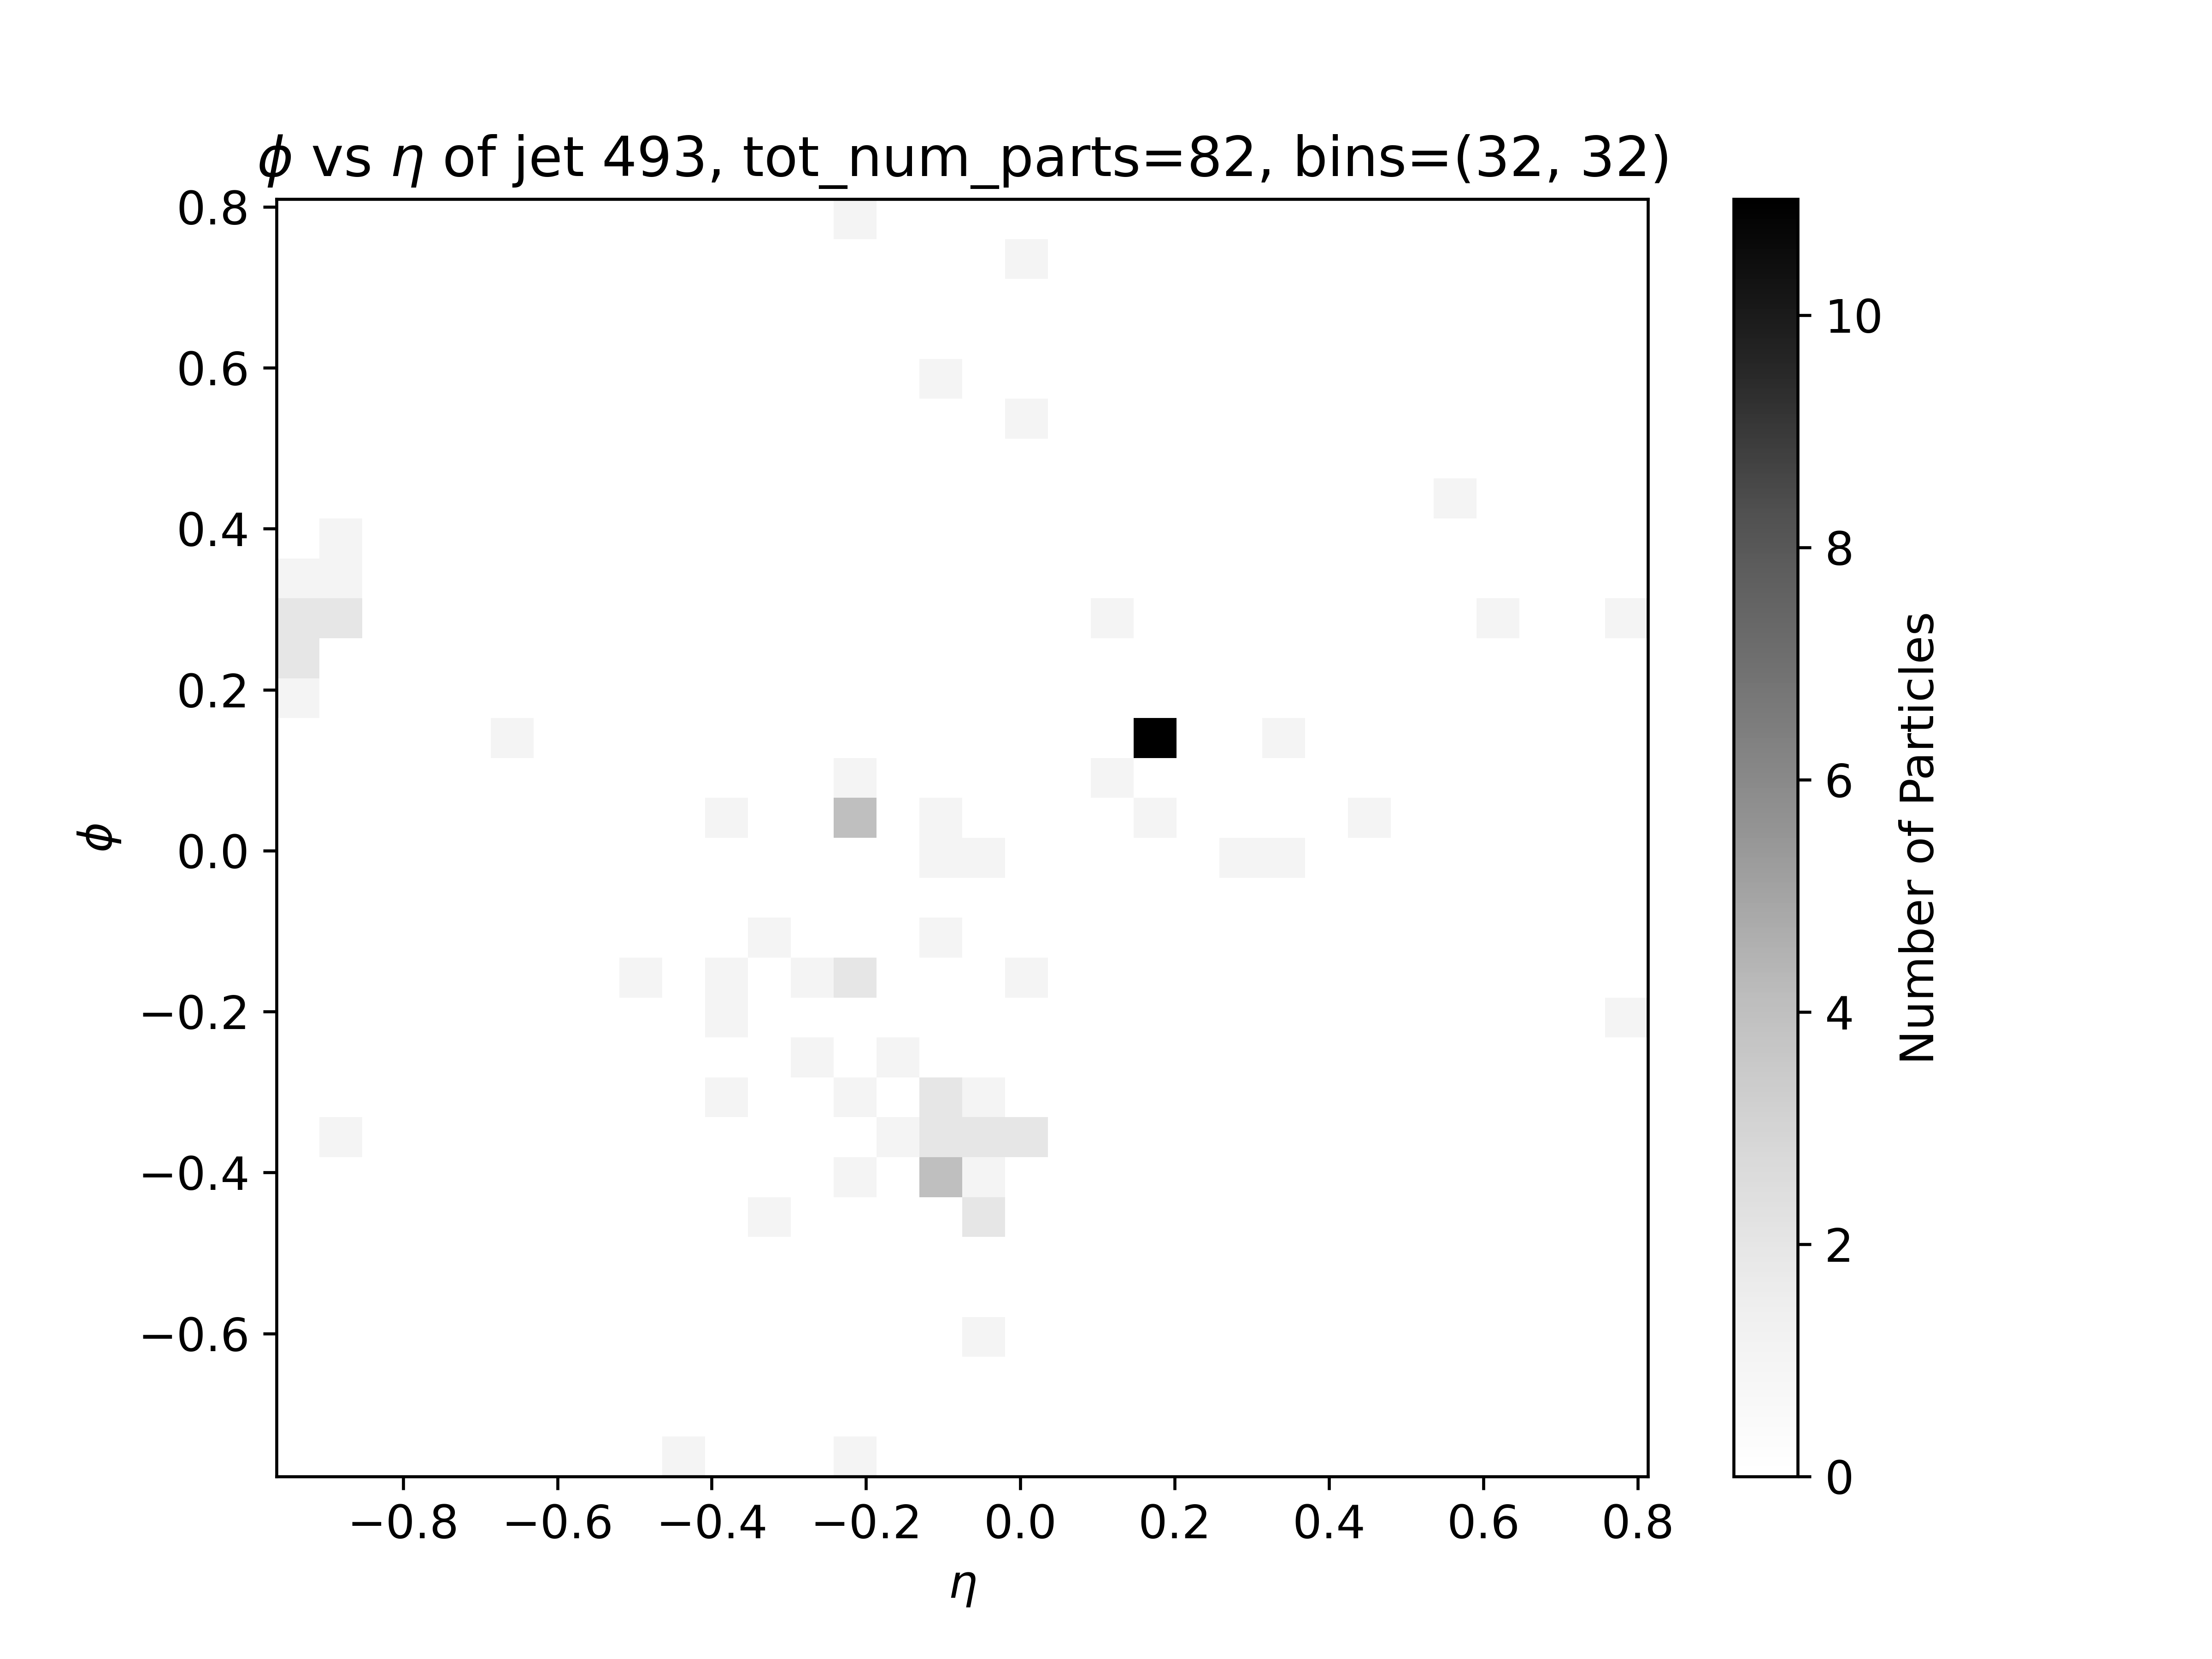 ϕ vs η of jet 493, tot_num_parts=82, bins=(32, 32)
0.8
0.6
0.4
0.2
0.0
−0.2
−0.4
−0.6
ϕ
−0.8 −0.6 −0.4 −0.2 0.0 0.2 0.4 0.6 0.8
η
10
8
6
4
2
0
Number of Particles